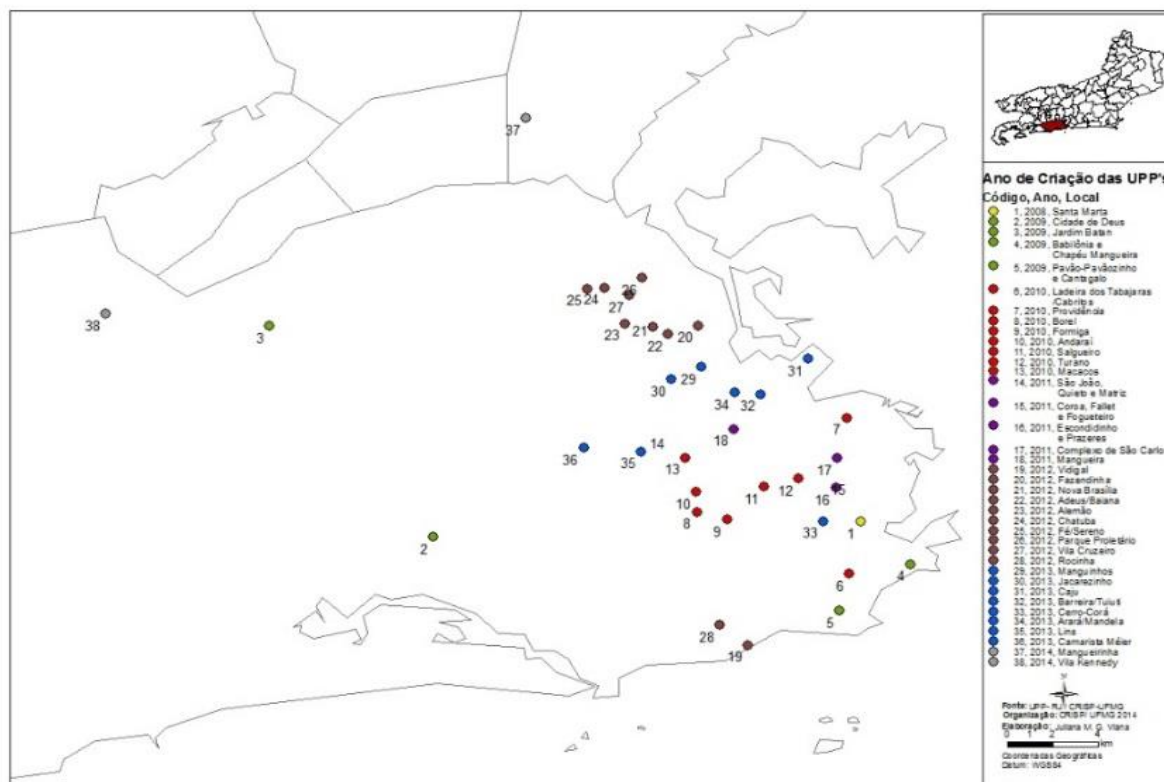 37
38
3
25
24
26
27
23
21
22
20
29
30
31
34
32
7
18
14
36
35
13
17
10
11
12
16
15
8
9
33
1
2
4
6
5
28
19
Ano de Criação das UPP's
Código, Ano, Local
1, 2008, Santa Marta
2, 2009, Cidade de Deus
3, 2009, Jardim Batan
4, 2009, Babilônia e
Chapéu Mangueira
5, 2009, Pavão-Pavãozinho
e Cantagalo
6, 2010, Ladeira dos Tabajaras
/Cabritos
7, 2010, Providência
8, 2010, Borel
9, 2010, Formiga
10, 2010, Andaraí
11, 2010, Salgueiro
12, 2010, Turano
13, 2010, Macacos
14, 2011, São João,
Quieto e Matriz
15, 2011, Coroa, Fallet
e Fogueteiro
16, 2011, Escondidinho
e Prazeres
17, 2011, Complexo de São Carlo
18, 2011, Mangueira
19, 2012, Vidigal
20, 2012, Fazendinha
21, 2012, Nova Brasília
22, 2012, Adeus/Baiana
23, 2012, Alemão
24, 2012, Chatuba
25, 2012, Fé/Sereno
26, 2012, Parque Proletário
27, 2012, Vila Cruzeiro
28, 2012, Rocinha
29, 2013, Manguinhos
30, 2013, Jacarezinho
31, 2013, Caju
32, 2013, Barreira/Tuiuti
33, 2013, Cerro-Corá
34, 2013, Arará/Mandela
35, 2013, Lins
36, 2013, Camarista Méier
37, 2014, Mangueirinha
38, 2014, Vila Kennedy
Fonte: UPP- RJ/ CRISP-UFMG
Organização: CRISP/ UFMG 2014
Elaboração: Juliana M. G. Viana
0 1 2 4
km
Coordenadas Geográficas
Datum: WGS84